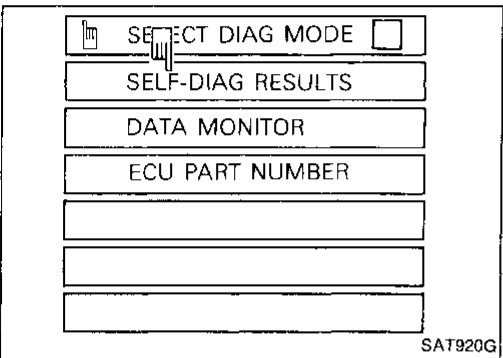 SELECT DIAG MODE
SELF-DIAG RESULTS
DATA MONITOR
ECU PART NUMBER
SAT920G